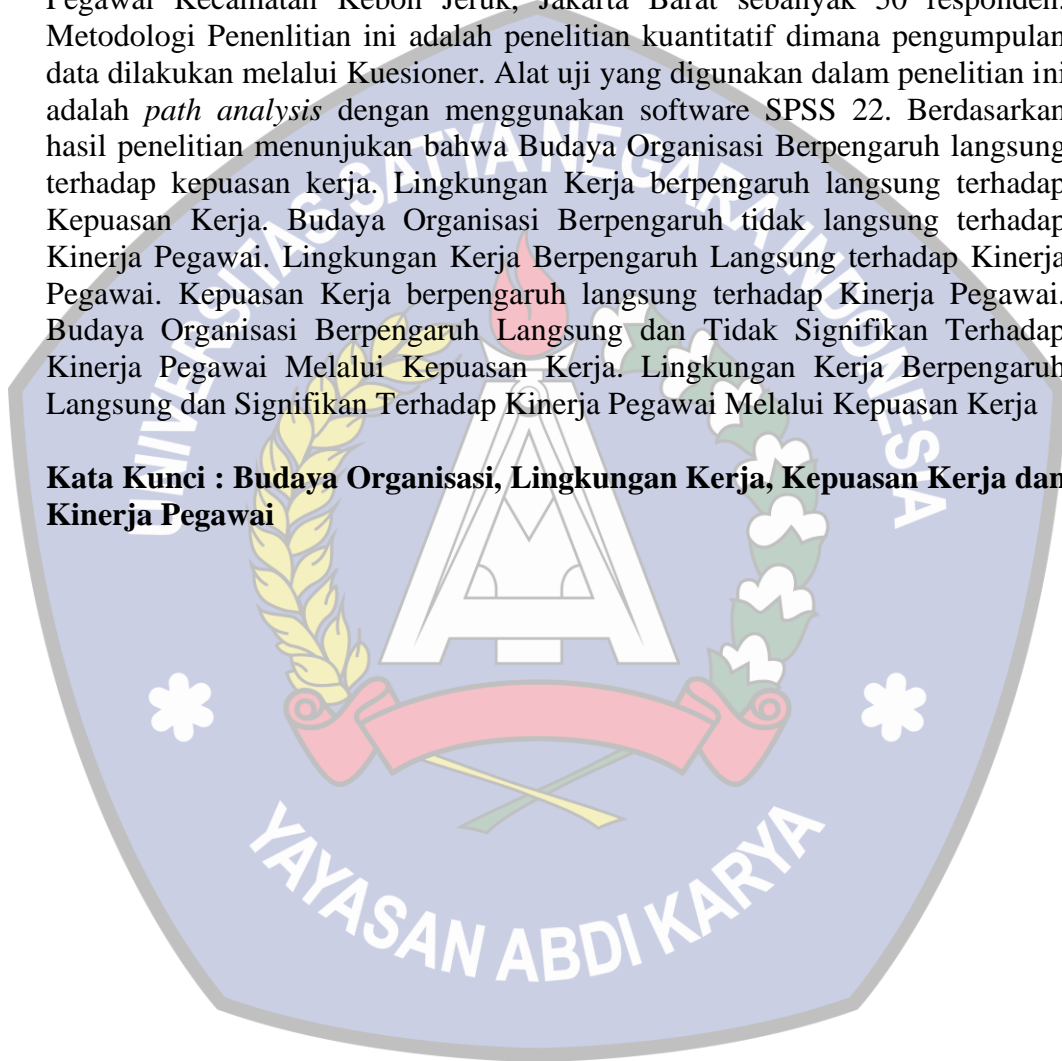 Pegawai Kecamatan Kebon Jeruk, Jakarta Barat sebanyak 50 responden.
Metodologi Penenlitian ini adalah penelitian kuantitatif dimana pengumpulan
data dilakukan melalui Kuesioner. Alat uji yang digunakan dalam penelitian ini
adalah path analysis dengan menggunakan software SPSS 22. Berdasarkan
hasil penelitian menunjukan bahwa Budaya Organisasi Berpengaruh langsung
terhadap kepuasan kerja. Lingkungan Kerja berpengaruh langsung terhadap
Kepuasan Kerja. Budaya Organisasi Berpengaruh tidak langsung terhadap
Kinerja Pegawai. Lingkungan Kerja Berpengaruh Langsung terhadap Kinerja
Pegawai. Kepuasan Kerja berpengaruh langsung terhadap Kinerja Pegawai.
Budaya Organisasi Berpengaruh Langsung dan Tidak Signifikan Terhadap
Kinerja Pegawai Melalui Kepuasan Kerja. Lingkungan Kerja Berpengaruh
Langsung dan Signifikan Terhadap Kinerja Pegawai Melalui Kepuasan Kerja
Kata Kunci : Budaya Organisasi, Lingkungan Kerja, Kepuasan Kerja dan
Kinerja Pegawai
UNIVERSITAS SATYA NEGARA INDONESA
YAYASAN ABDI KARYA